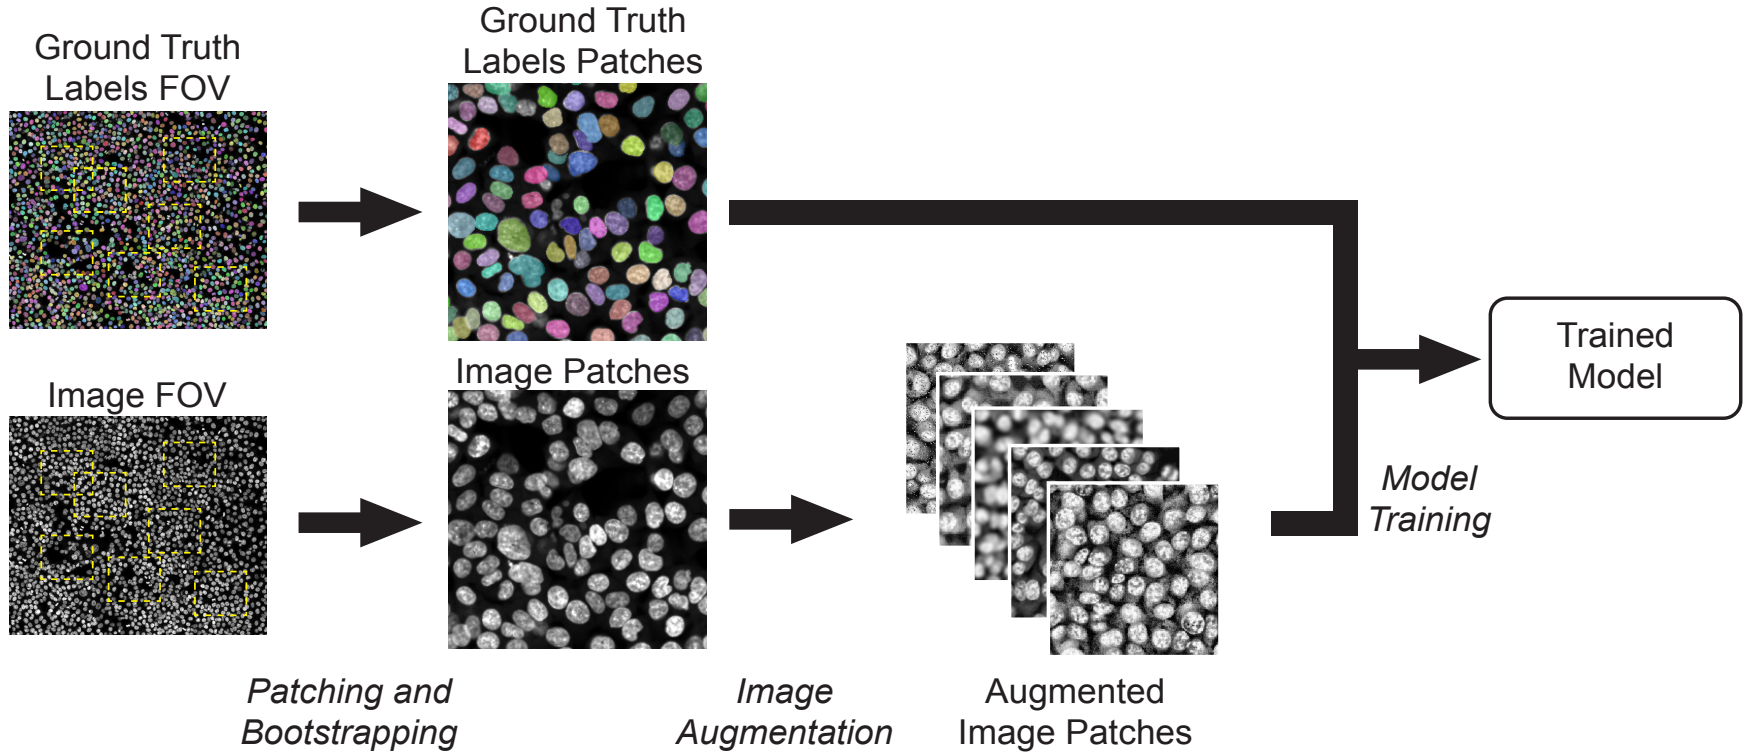 Ground Truth
Labels FOV
Ground Truth
Labels Patches
Image FOV
Image Patches
Trained
Model
Model
Training
Patching and
Bootstrapping
Image
Augmentation
Augmented
Image Patches